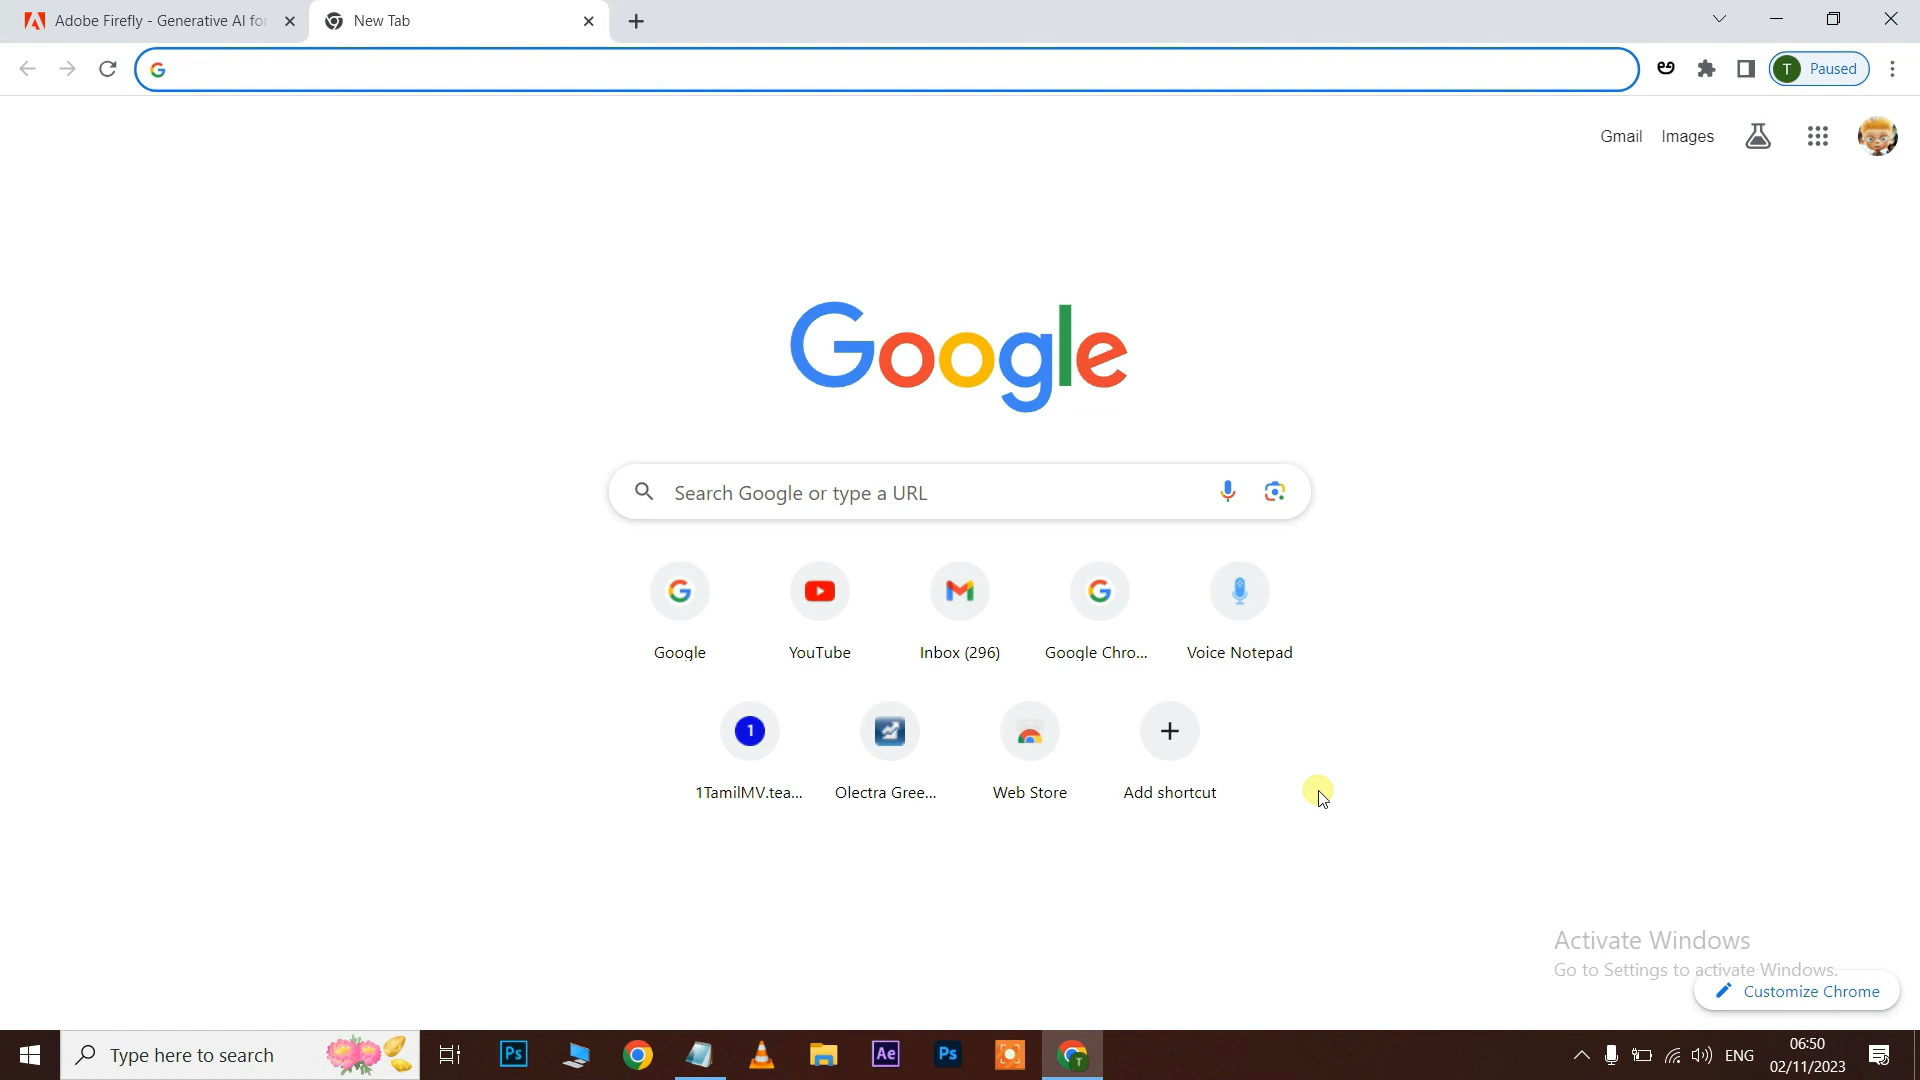 Adobe Firefly - Generative AI for
New Tab
T Paused
Gmail Images
Google
Search Google or type a URL
Google YouTube Inbox (296) Google Chro... Voice Notepad
1
1TamilMV.tea... Olectra Gree... Web Store Add shortcut
Activate Windows
Go to Settings to activate Windows.
Customize Chrome
Type here to search
Ps Ae Ps T
ENG
06:50
02/11/2023